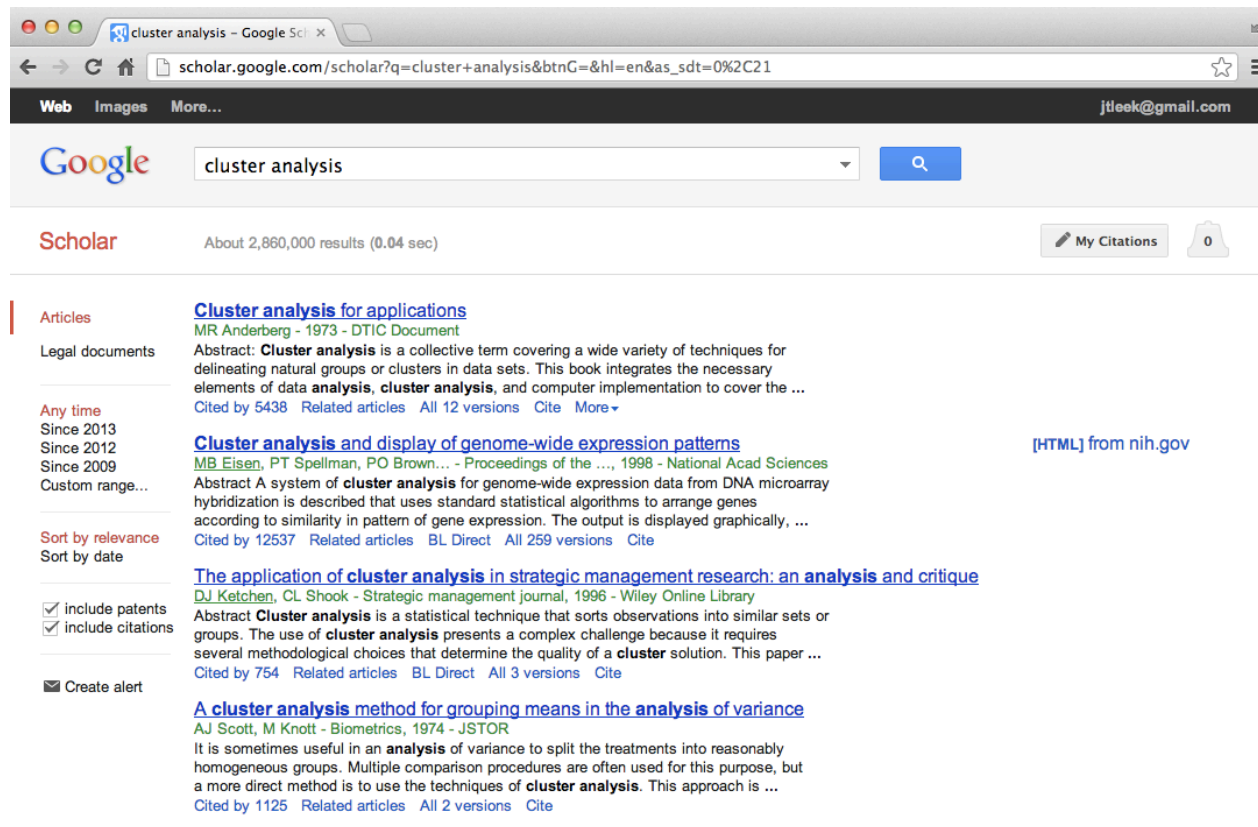 cluster analysis – Google Sch
scholar.google.com/scholar?q=cluster+analysis&btnG=&hl=en&as_sdt=0%2C21
Web Images More... jtleek@gmail.com
Google cluster analysis
Scholar About 2,860,000 results (0.04 sec) My Citations 0
Articles
Legal documents
Any time
Since 2013
Since 2012
Since 2009
Custom range...
Sort by relevance
Sort by date
include patents
include citations
Create alert
Cluster analysis for applications
MR Anderberg - 1973 - DTIC Document
Abstract: Cluster analysis is a collective term covering a wide variety of techniques for
delineating natural groups or clusters in data sets. This book integrates the necessary
elements of data analysis, cluster analysis, and computer implementation to cover the ...
Cited by 5438 Related articles All 12 versions Cite More
Cluster analysis and display of genome-wide expression patterns [HTML] from nih.gov
MB Eisen, PT Spellman, PO Brown... - Proceedings of the ..., 1998 - National Acad Sciences
Abstract A system of cluster analysis for genome-wide expression data from DNA microarray
hybridization is described that uses standard statistical algorithms to arrange genes
according to similarity in pattern of gene expression. The output is displayed graphically, ...
Cited by 12537 Related articles BL Direct All 259 versions Cite
The application of cluster analysis in strategic management research: an analysis and critique
DJ Ketchen, CL Shook - Strategic management journal, 1996 - Wiley Online Library
Abstract Cluster analysis is a statistical technique that sorts observations into similar sets or
groups. The use of cluster analysis presents a complex challenge because it requires
several methodological choices that determine the quality of a cluster solution. This paper ...
Cited by 754 Related articles BL Direct All 3 versions Cite
A cluster analysis method for grouping means in the analysis of variance
AJ Scott, M Knott - Biometrics, 1974 - JSTOR
It is sometimes useful in an analysis of variance to split the treatments into reasonably
homogeneous groups. Multiple comparison procedures are often used for this purpose, but
a more direct method is to use the techniques of cluster analysis. This approach is ...
Cited by 1125 Related articles All 2 versions Cite